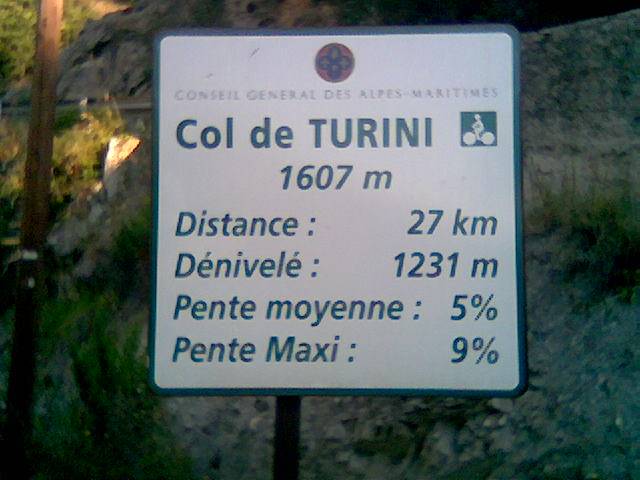 CONSEIL GENERAL DES ALPES-MARITIMES
Col de TURINI
1607 m
Distance : 27 km
Dénivelé : 1231 m
Pente moyenne : 5%
Pente Maxi : 9%